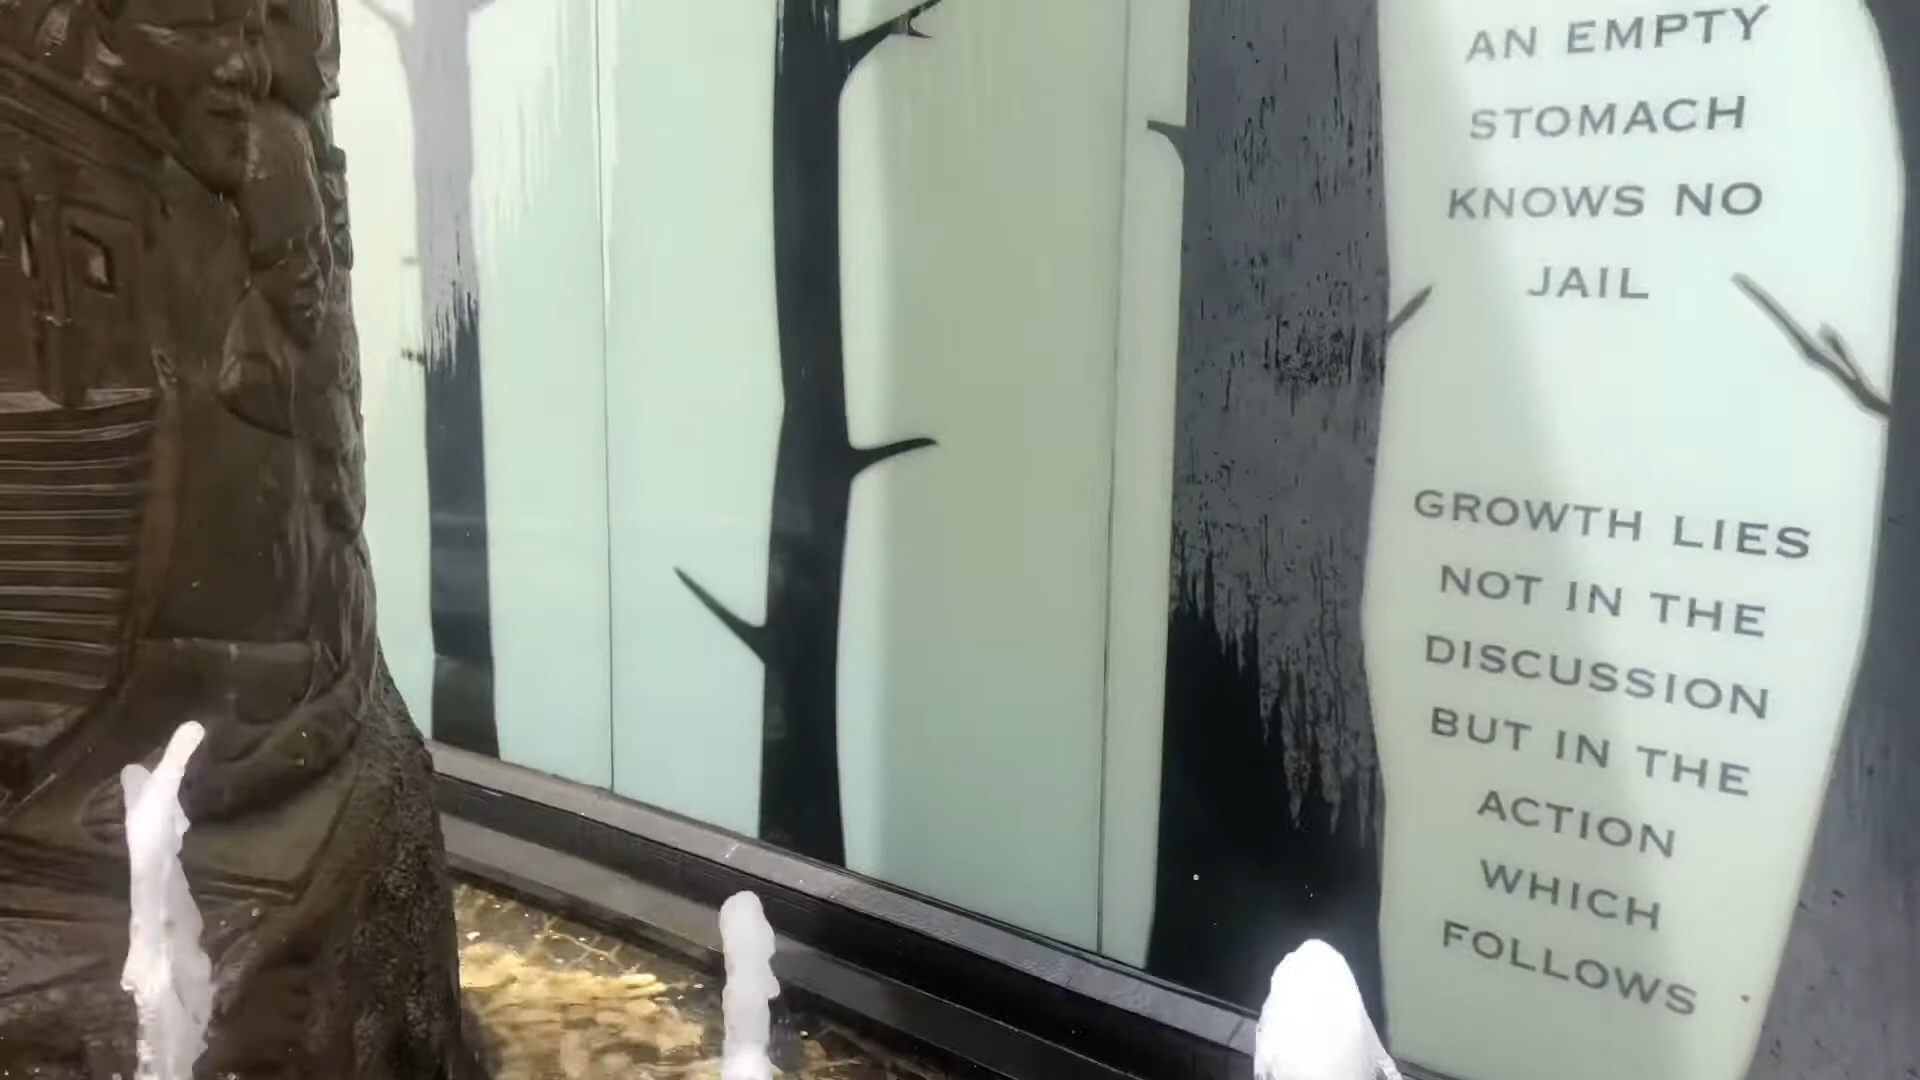 AN EMPTY
STOMACH
KNOWS NO
JAIL
GROWTH LIES
NOT IN THE
DISCUSSION
BUT IN THE
ACTION
WHICH
FOLLOWS